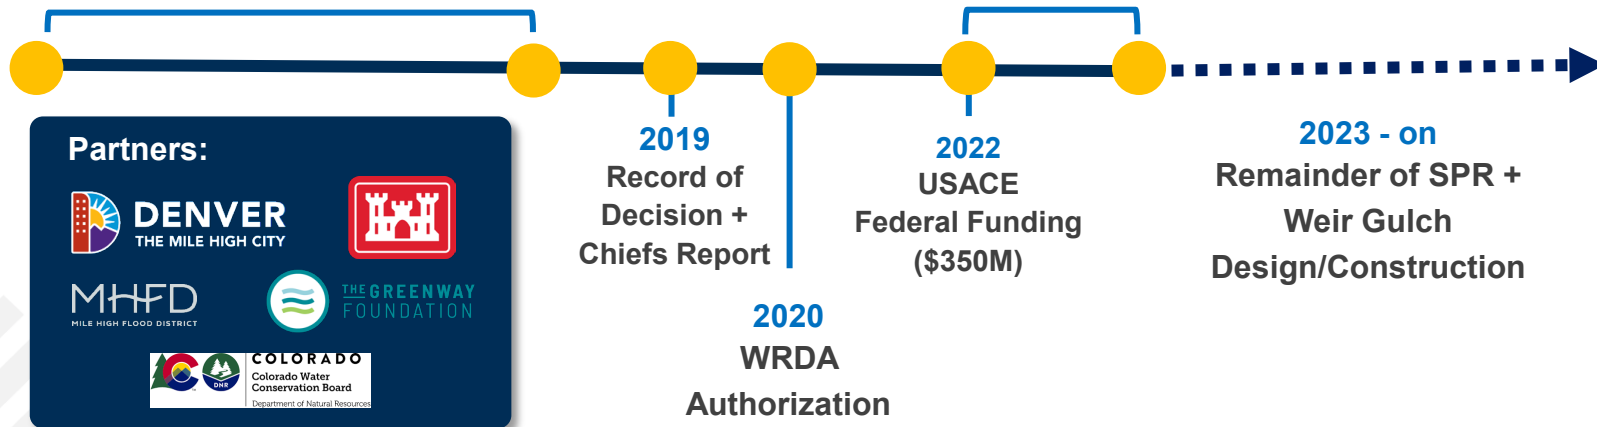 Partners:
DENVER
THE MILE HIGH CITY
MHFD
MILE HIGH FLOOD DISTRICT
THE GREENWAY
FOUNDATION
DNR
COLORADO
Colorado Water
Conservation Board
Department of Natural Resources
2019
Record of
Decision +
Chiefs Report
2020
WRDA
Authorization
2022
USACE
Federal Funding
($350M)
2023 - on
Remainder of SPR +
Weir Gulch
Design/Construction